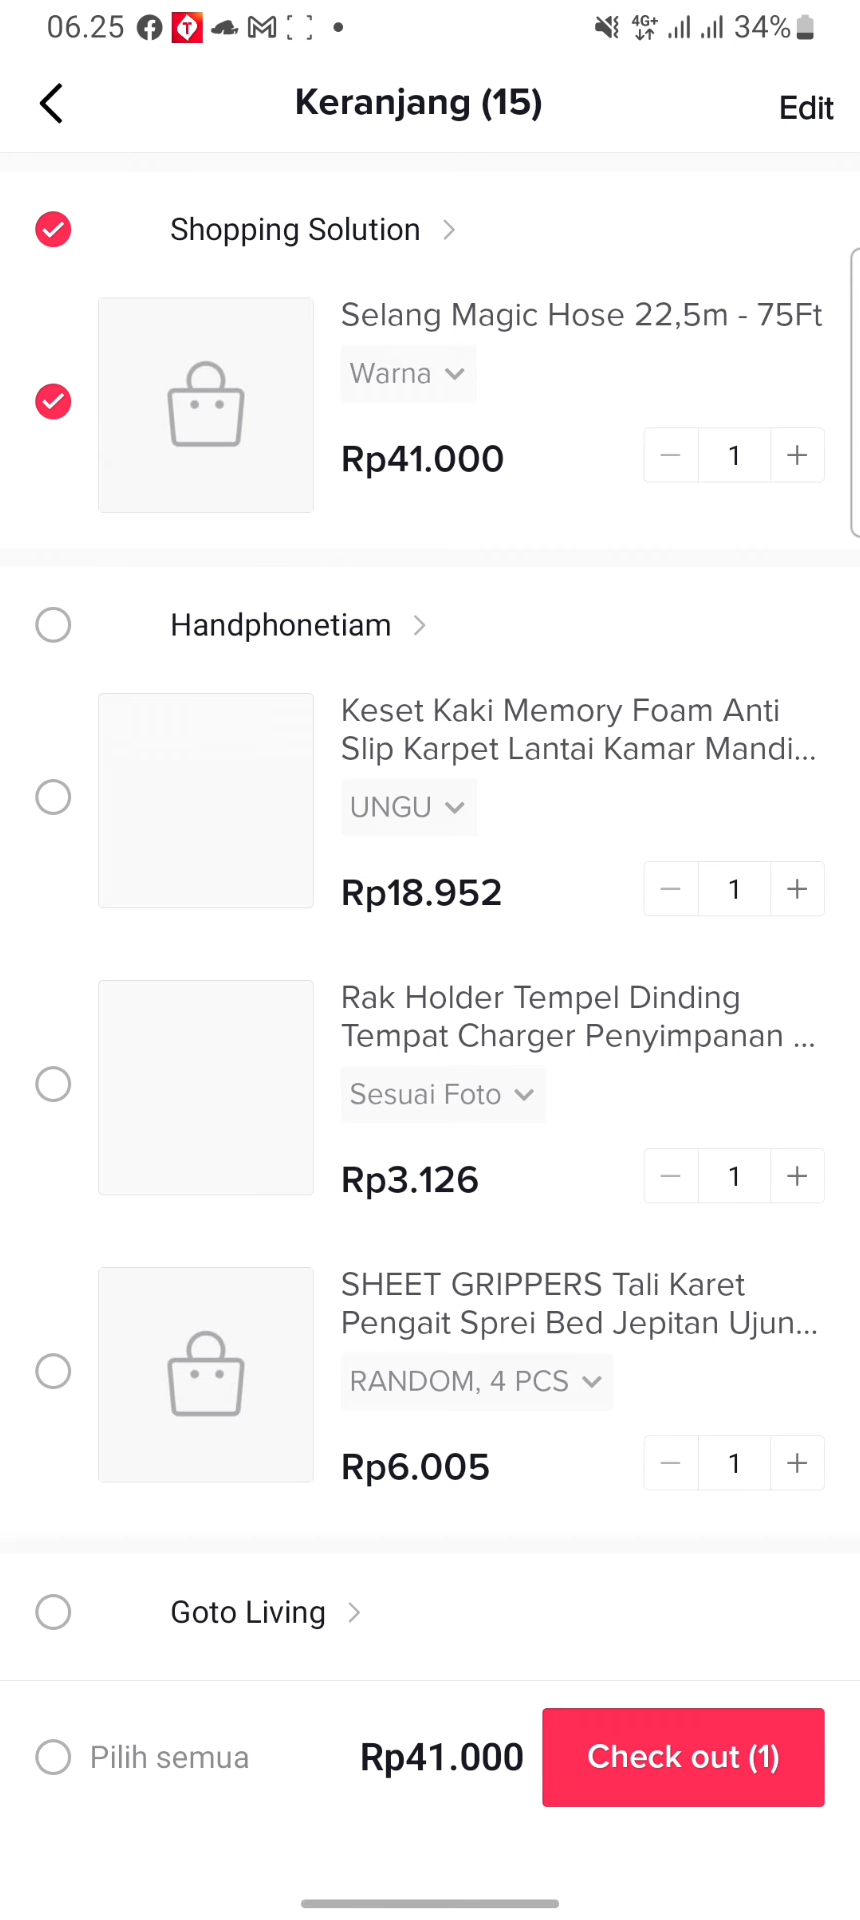 06.25
4G+
34%
Keranjang (15)
Edit
Shopping Solution
Selang Magic Hose 22,5m - 75Ft
Warna
Rp41.000
1
Handphonetiam
Keset Kaki Memory Foam Anti
Slip Karpet Lantai Kamar Mandi...
UNGU
Rp18.952
1
Rak Holder Tempel Dinding
Tempat Charger Penyimpanan ...
Sesuai Foto
Rp3.126
1
SHEET GRIPPERS Tali Karet
Pengait Sprei Bed Jepitan Ujun...
RANDOM, 4 PCS
Rp6.005
1
Goto Living
Pilih semua
Rp41.000
Check out (1)